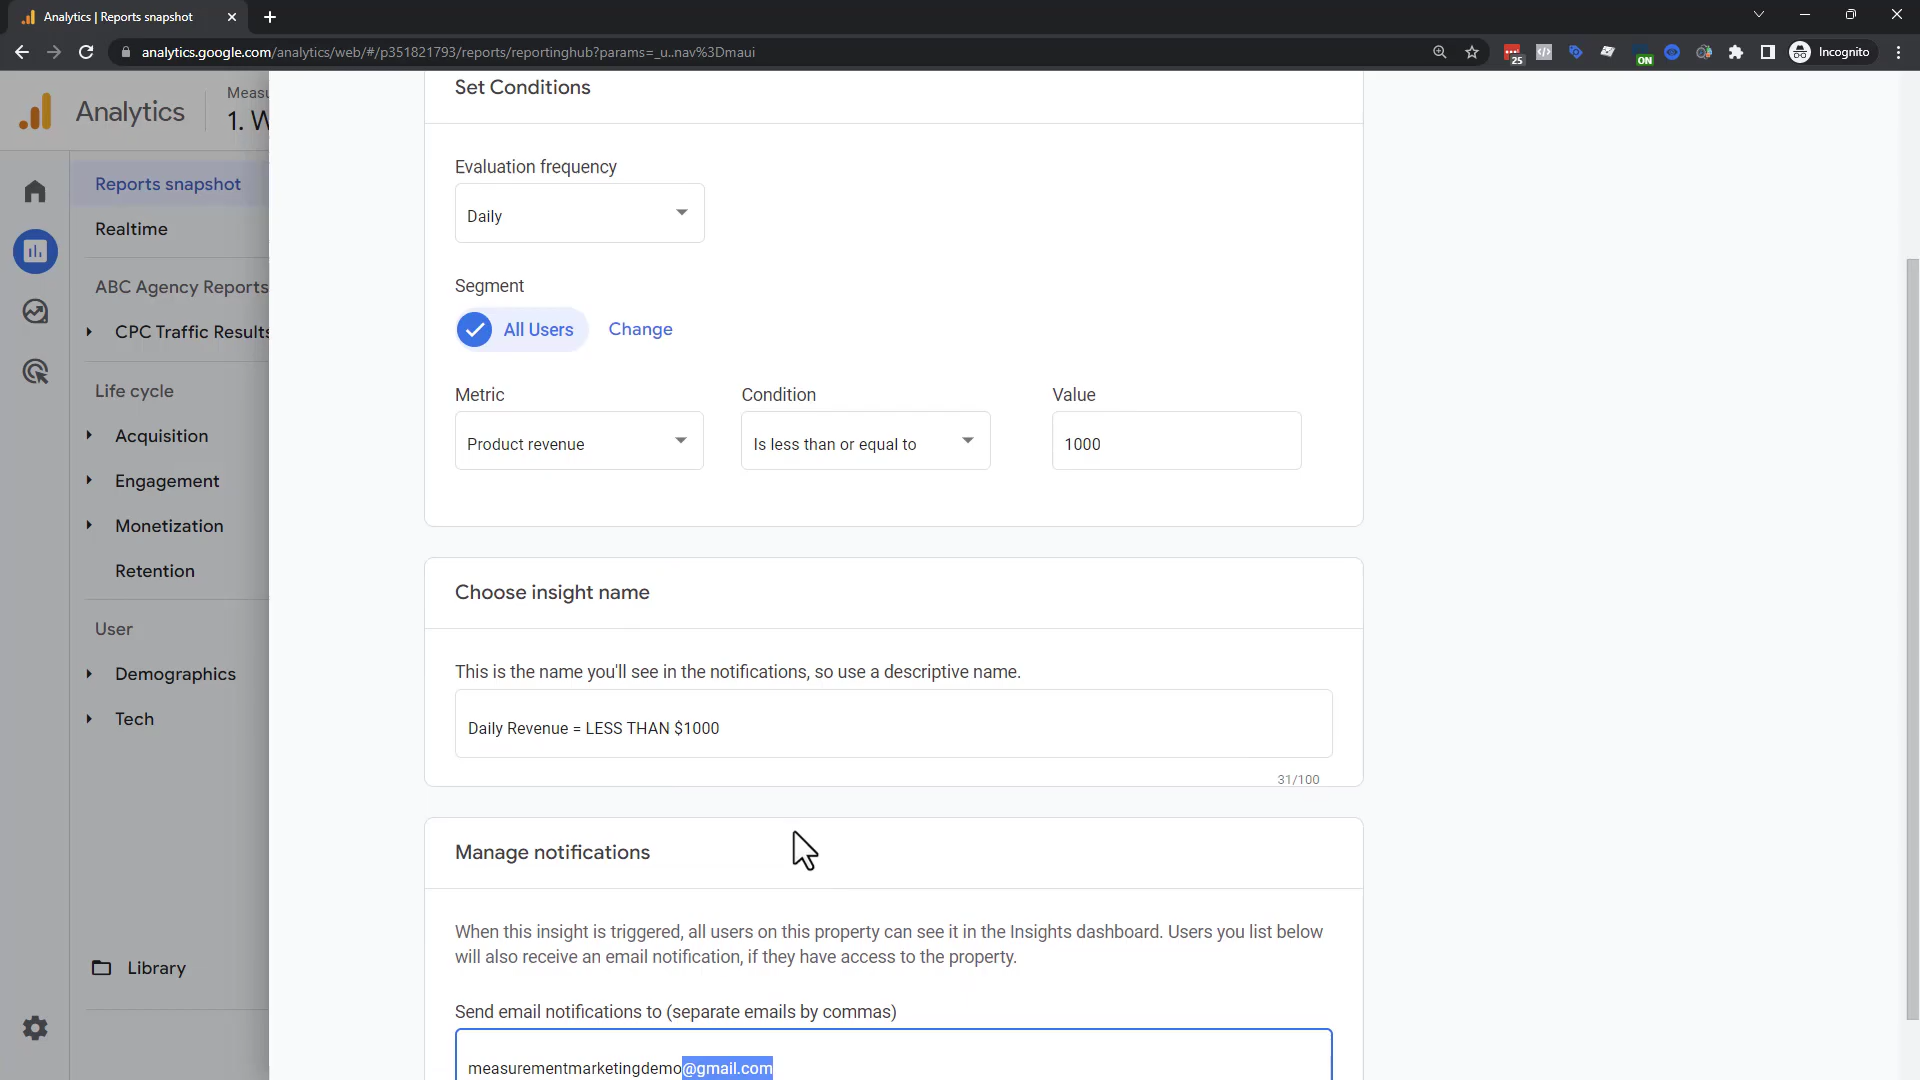 Analytics | Reports snapshot
analytics.google.com/analytics/web/#/p351821793/reports/reportinghub?params=_u..nav%3Dmaui
25
ON
Incognito
Analytics
Measu
1. W
Reports snapshot
Realtime
ABC Agency Reports
CPC Traffic Results
Life cycle
Acquisition
Engagement
Monetization
Retention
User
Demographics
Tech
Library
Set Conditions
Evaluation frequency
Daily
Segment
All Users Change
Metric Condition Value
Product revenue Is less than or equal to 1000
Choose insight name
This is the name you'll see in the notifications, so use a descriptive name.
Daily Revenue = LESS THAN $1000
31/100
Manage notifications
When this insight is triggered, all users on this property can see it in the Insights dashboard. Users you list below
will also receive an email notification, if they have access to the property.
Send email notifications to (separate emails by commas)
measurementmarketingdemo@gmail.com